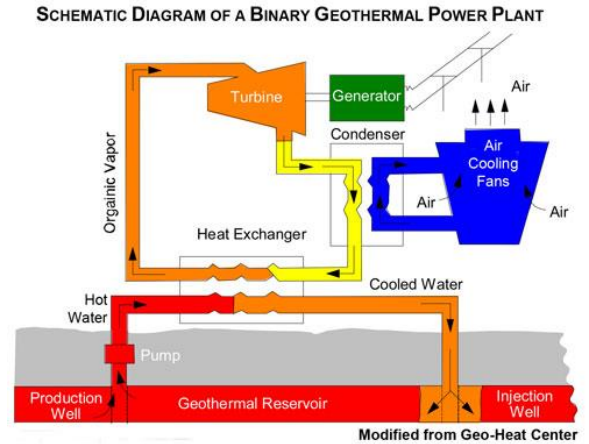 SCHEMATIC DIAGRAM OF A BINARY GEOTHERMAL POWER PLANT
Air
Turbine
Generator
Condenser
Air
Cooling
Fans
Orgainic Vapor
Air
Air
Heat Exchanger
Cooled Water
Hot
Water
Pump
Production
Well
Geothermal Reservoir
Injection
Well
Modified from Geo-Heat Center